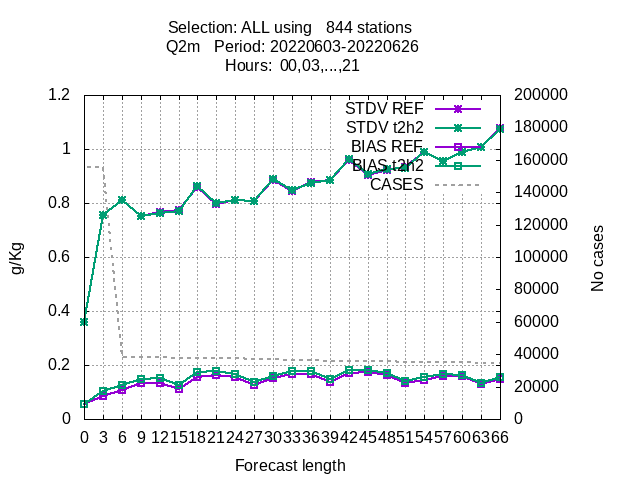 Selection: ALL using   844 stations
Q2m   Period: 20220603-20220626
Hours:  00,03,...,21
1.2
1
0.8
0.6
0.4
0.2
0
200000
180000
160000
140000
120000
100000
80000
60000
40000
20000
0
STDV REF
STDV t2h2
BIAS REF
BIAS t2h2
CASES
g/Kg
No cases
0 3 6 9 12 15 18 21 24 27 30 33 36 39 42 45 48 51 54 57 60 63 66
Forecast length